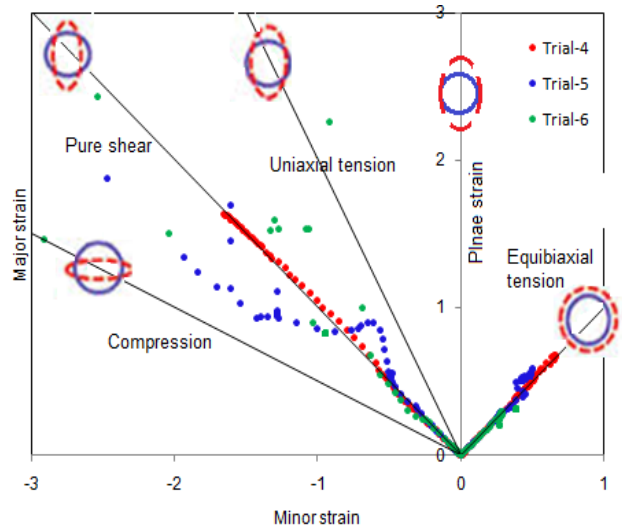 3
Trial-4
Trial-5
Trial-6
2
Pure shear
Uniaxial tension
Major strain
Plnae strain
Equibiaxial
tension
1
Compression
0
-3
-2
-1
0
1
Minor strain